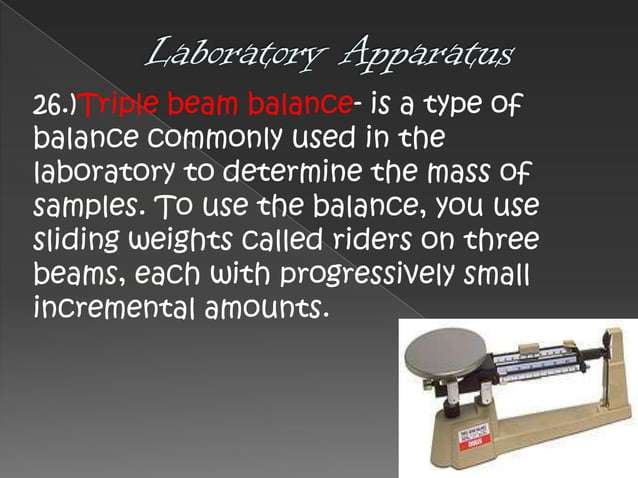 Laboratory Apparatus
26.)Triple beam balance- is a type of
balance commonly used in the
laboratory to determine the mass of
samples. To use the balance, you use
sliding weights called riders on three
beams, each with progressively small
incremental amounts.
OHAUS